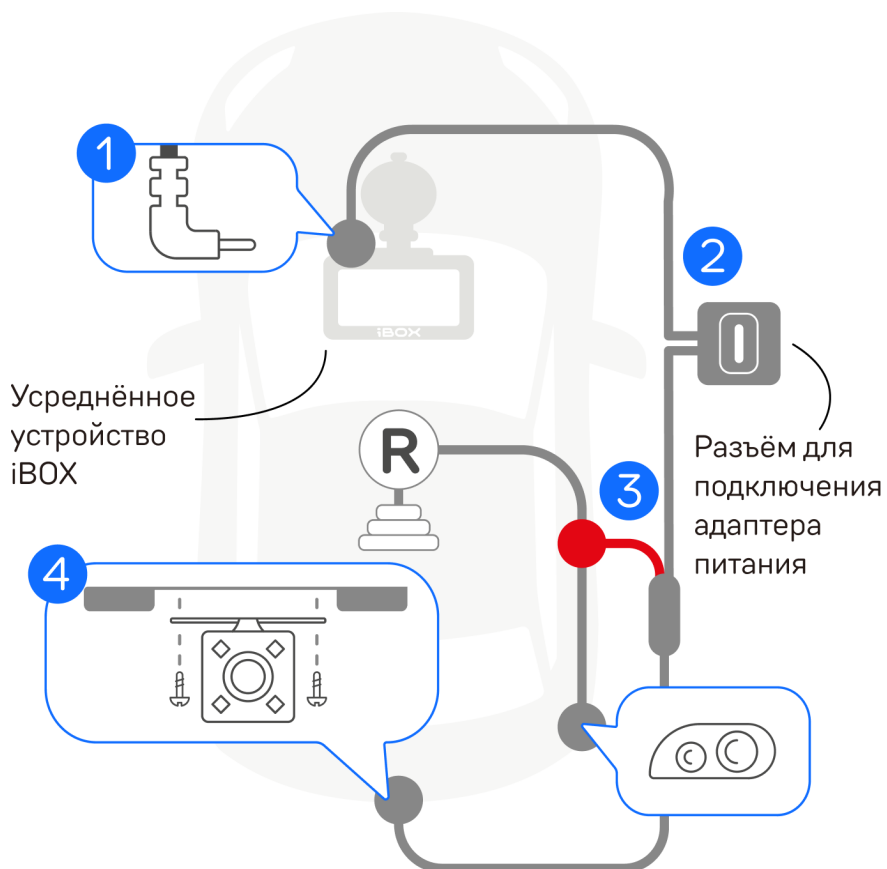 1
2
iBOX
Усреднённое
устройство
iBOX
R
Разъём для
подключения
адаптера
питания
3
4